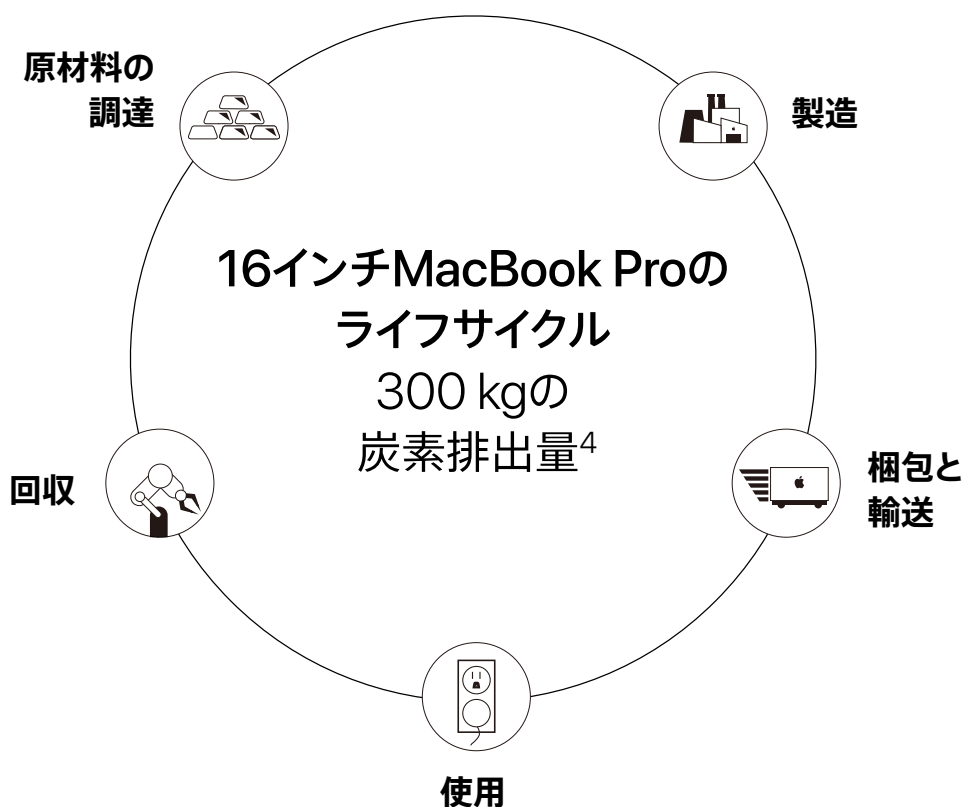 原材料の
調達
製造
16インチMacBook Proの
ライフサイクル
300 kgの
炭素排出量4
回収
梱包と
輸送
使用